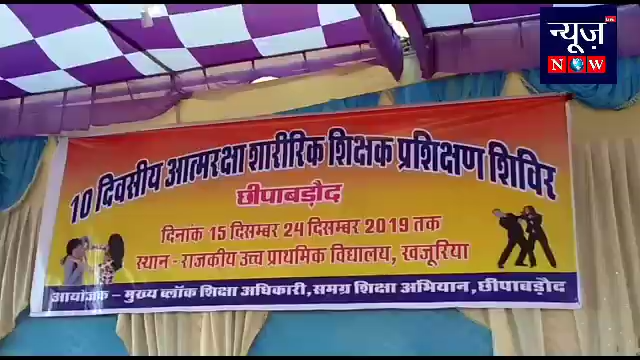 न्यूज़
NOW
10 दिवसीय आत्मरक्षा शारीरिक शिक्षक प्रशिक्षण शिविर
छीपाबड़ौद
दिनांक 15 दिसम्बर 24 दिसम्बर 2019 तक
स्थान - राजकीय उच्च प्राथमिक विद्यालय, खजूरिया
आयोजक - मुख्य ब्लॉक शिक्षा अधिकारी, समग्र शिक्षा अभियान, छीपाबड़ौद